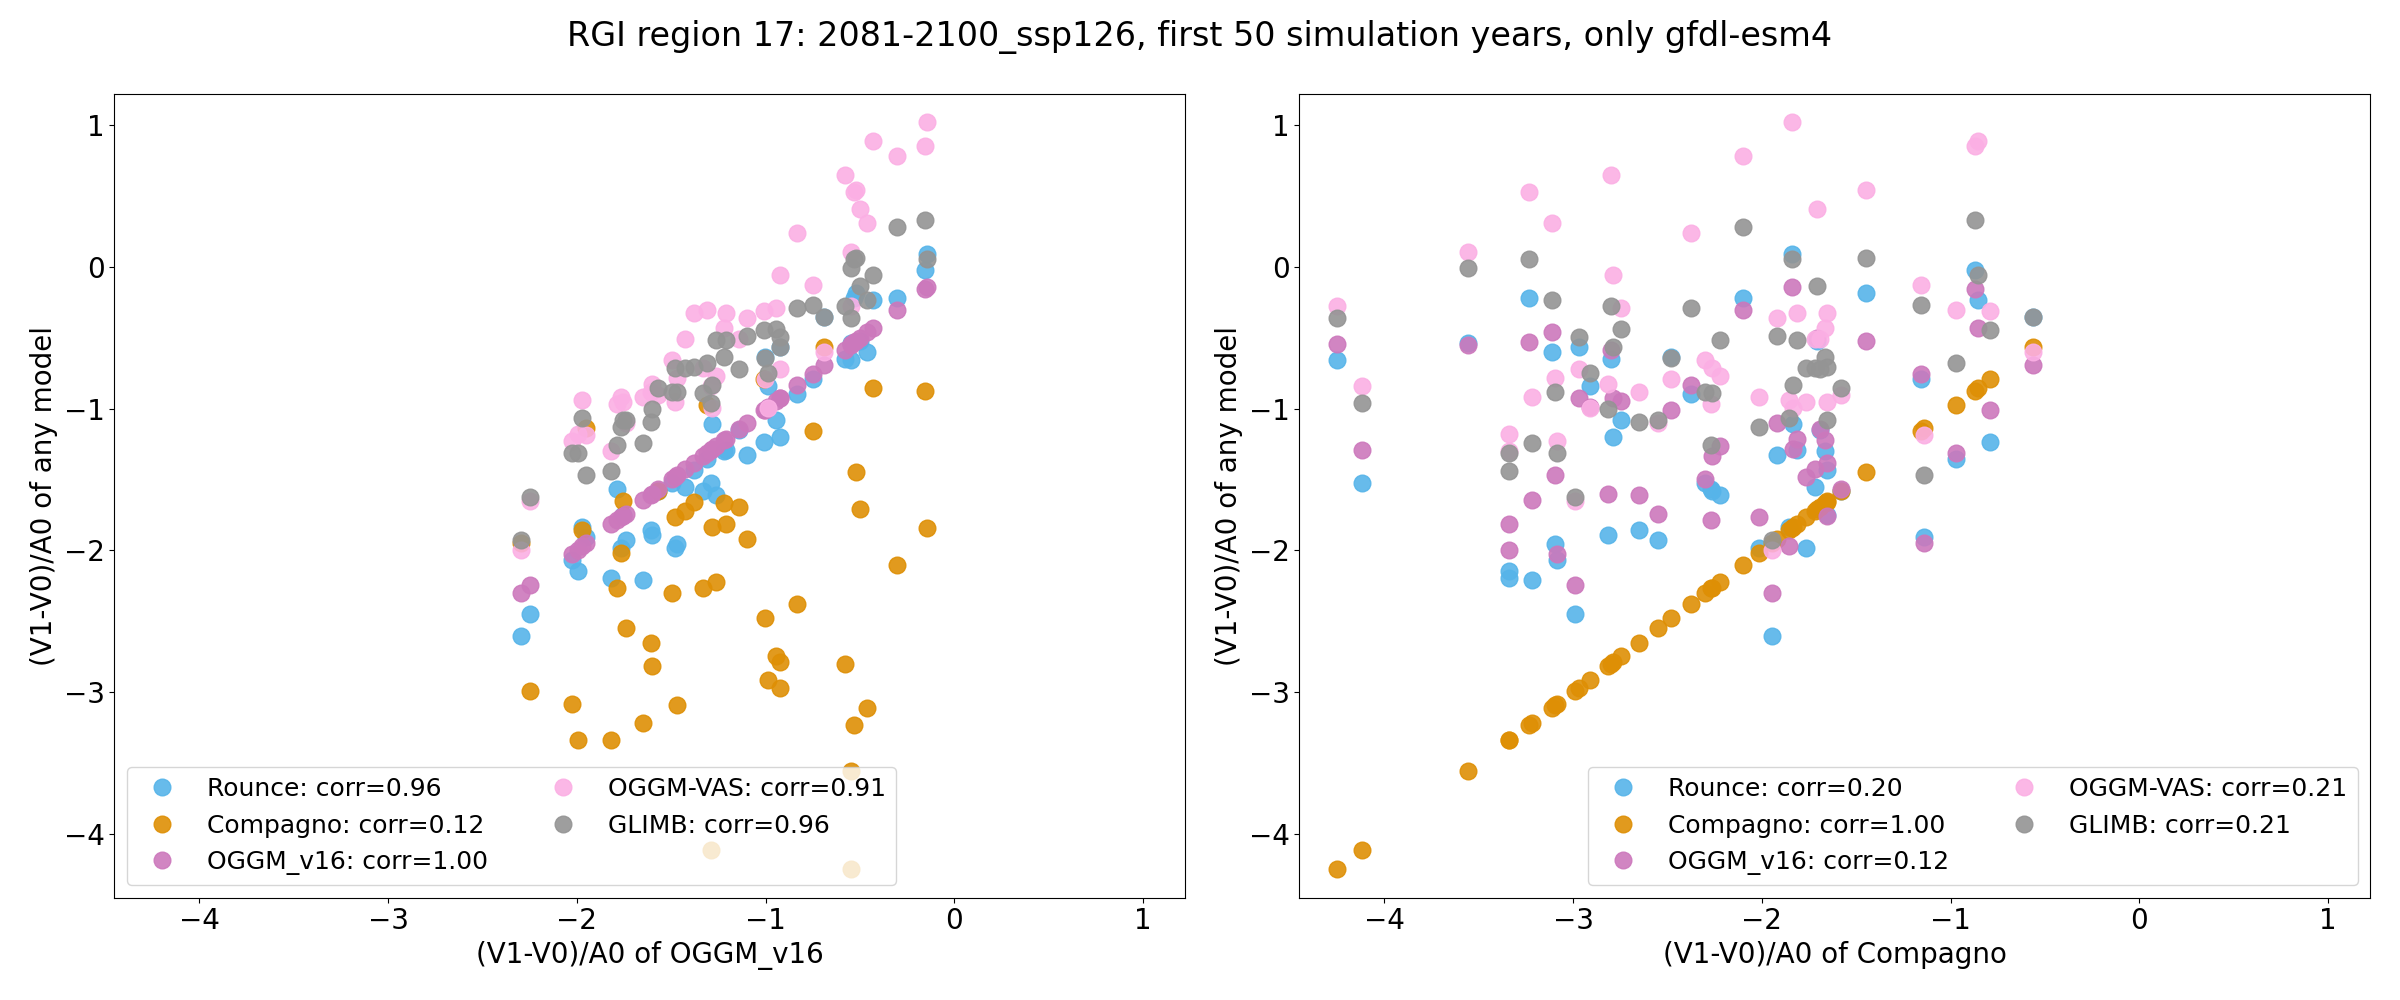 RGI region 17: 2081-2100_ssp126, first 50 simulation years, only gfdl-esm4
(V1-V0)/A0 of any model
1
0
−1
−2
−3
−4
Rounce: corr=0.96
Compagno: corr=0.12
OGGM_v16: corr=1.00
OGGM-VAS: corr=0.91
GLIMB: corr=0.96
−4
−3
−2
−1
0
1
(V1-V0)/A0 of OGGM_v16
(V1-V0)/A0 of any model
1
0
−1
−2
−3
−4
Rounce: corr=0.20
Compagno: corr=1.00
OGGM_v16: corr=0.12
OGGM-VAS: corr=0.21
GLIMB: corr=0.21
−4
−3
−2
−1
0
1
(V1-V0)/A0 of Compagno